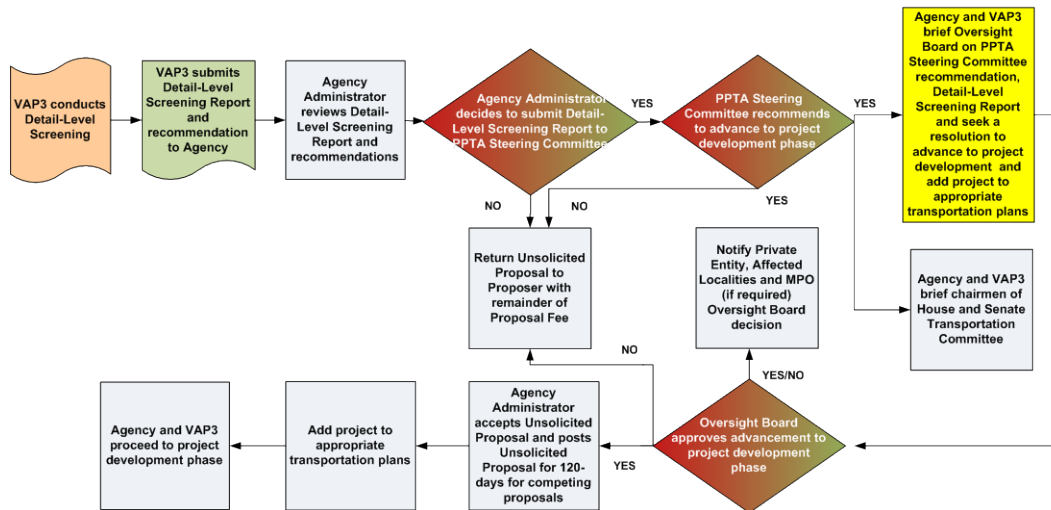 VAP3 conducts
Detail-Level
Screening
VAP3 submits
Detail-Level
Screening Report
and
recommendation
to Agency
Agency
Administrator
reviews Detail-
Level Screening
Report and
recommendations
Agency Administrator
decides to submit Detail-
Level Screening Report to
PPTA Steering Committee
YES
PPTA Steering
Committee recommends
to advance to project
development phase
YES
Agency and VAP3
brief Oversight
Board on PPTA
Steering Committee
recommendation,
Detail-Level
Screening Report
and seek a
resolution to
advance to project
development and
add project to
appropriate
transportation plans
NO
NO
YES
Return Unsolicited
Proposal to
Proposer with
remainder of
Proposal Fee
Notify Private
Entity, Affected
Localities and MPO
(if required)
Oversight Board
decision
Agency and VAP3
brief chairmen of
House and Senate
Transportation
Committee
NO
YES/NO
Agency and VAP3
proceed to project
development phase
Add project to
appropriate
transportation plans
Agency
Administrator
accepts Unsolicited
Proposal and posts
Unsolicited
Proposal for 120-
days for competing
proposals
YES
Oversight Board
approves advancement to
project development
phase